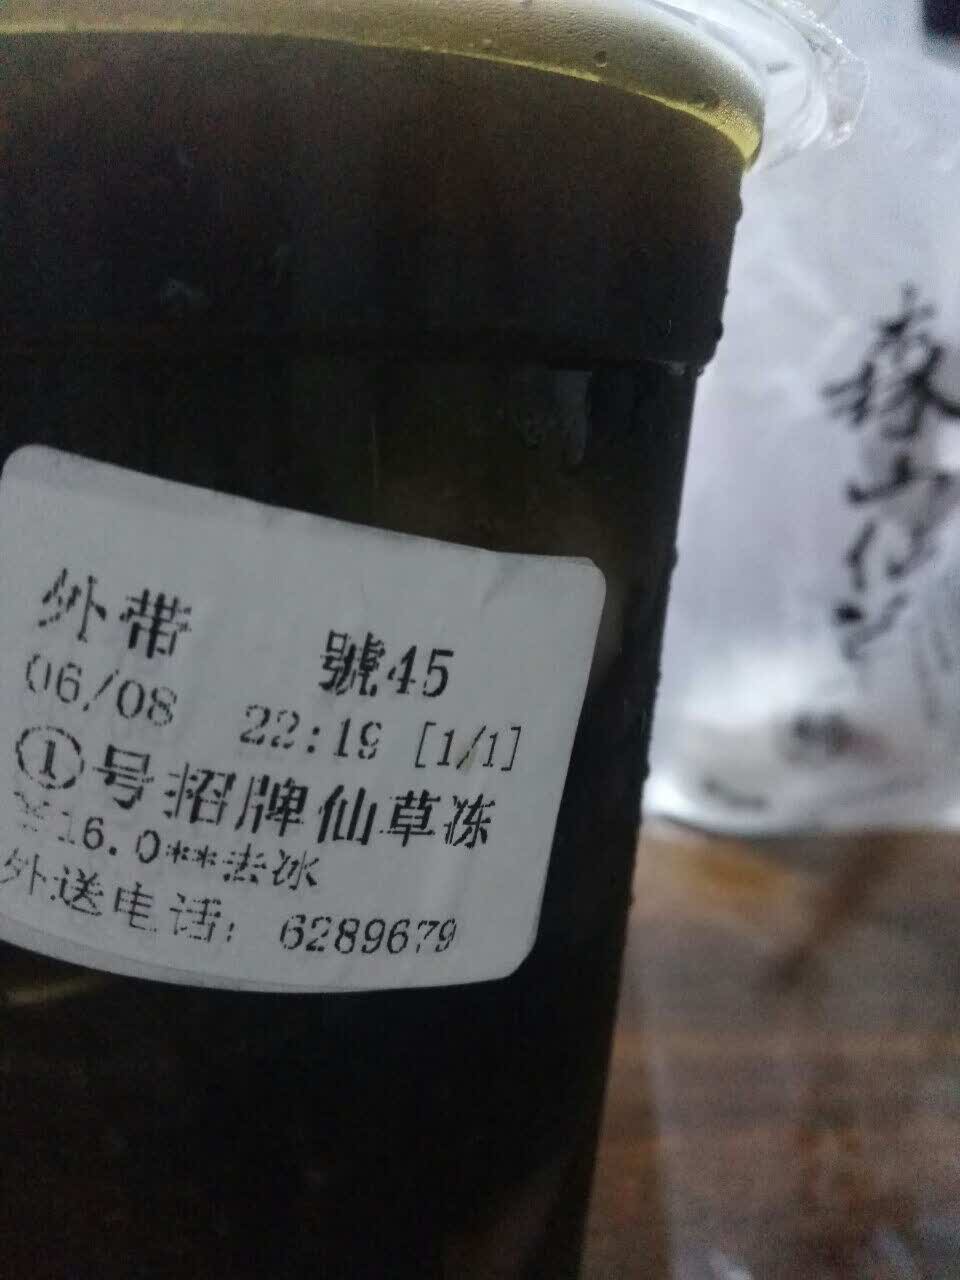 外带 號45
06/08 22:19 [1/1]
①号招牌仙草冻
¥16.0**去冰
外送电话: 6289679